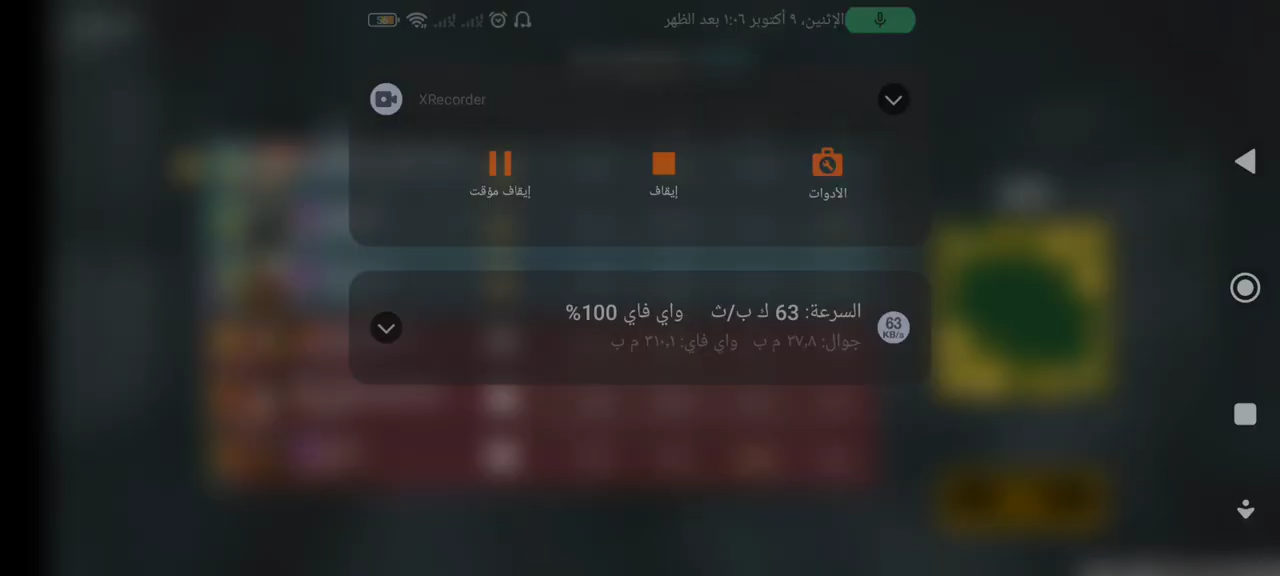 الإثنين، ٩ أكتوبر ١:٠٦ بعد الظهر
XRecorder
الأدوات
إيقاف
إيقاف مؤقت
السرعة: 63 ك ب/ث واي فاي 100%
63
KB/s
جوال: ٣٧,٨ م ب واي فاي: ٣١٠,١ م ب